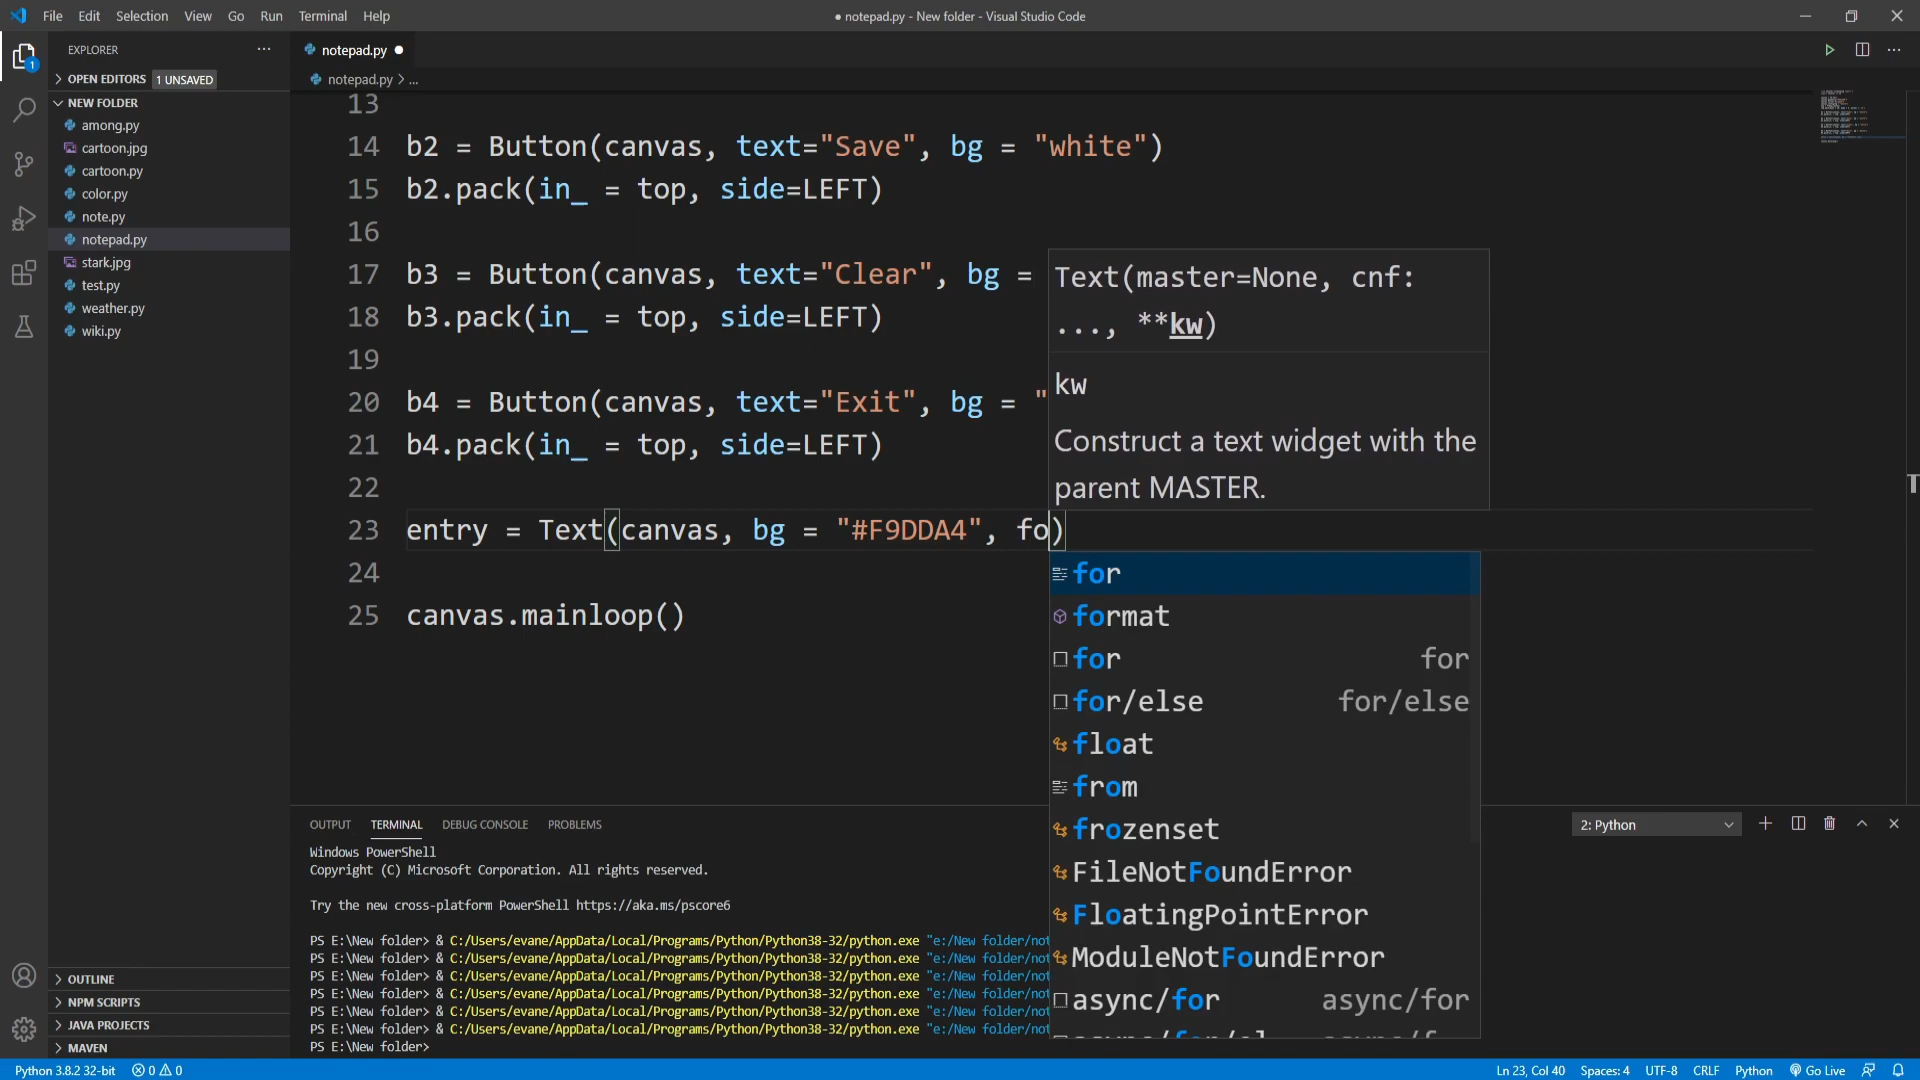 File Edit Selection View Go Run Terminal Help
● notepad.py - New folder - Visual Studio Code
EXPLORER ...
OPEN EDITORS 1 UNSAVED
NEW FOLDER
among.py
cartoon.jpg
cartoon.py
color.py
note.py
notepad.py
stark.jpg
test.py
weather.py
wiki.py
OUTLINE
NPM SCRIPTS
JAVA PROJECTS
MAVEN
1
notepad.py ●
notepad.py > ...
13
14 b2 = Button(canvas, text="Save", bg = "white")
15 b2.pack(in_ = top, side=LEFT)
16
17 b3 = Button(canvas, text="Clear", bg =
18 b3.pack(in_ = top, side=LEFT)
19
20 b4 = Button(canvas, text="Exit", bg = "
21 b4.pack(in_ = top, side=LEFT)
22
23 entry = Text(canvas, bg = "#F9DDA4", fo)
24
25 canvas.mainloop()
Text(master=None, cnf:
..., **kw)
kw
Construct a text widget with the
parent MASTER.
for
format
for for
for/else for/else
float
from
frozenset
FileNotFoundError
FloatingPointError
ModuleNotFoundError
async/for async/for
OUTPUT TERMINAL DEBUG CONSOLE PROBLEMS
2: Python
Windows PowerShell
Copyright (C) Microsoft Corporation. All rights reserved.
Try the new cross-platform PowerShell https://aka.ms/pscore6
PS E:\New folder> & C:/Users/evane/AppData/Local/Programs/Python/Python38-32/python.exe "e:/New folder/not
PS E:\New folder> & C:/Users/evane/AppData/Local/Programs/Python/Python38-32/python.exe "e:/New folder/not
PS E:\New folder> & C:/Users/evane/AppData/Local/Programs/Python/Python38-32/python.exe "e:/New folder/not
PS E:\New folder> & C:/Users/evane/AppData/Local/Programs/Python/Python38-32/python.exe "e:/New folder/not
PS E:\New folder> & C:/Users/evane/AppData/Local/Programs/Python/Python38-32/python.exe "e:/New folder/not
PS E:\New folder> & C:/Users/evane/AppData/Local/Programs/Python/Python38-32/python.exe "e:/New folder/not
PS E:\New folder>
Python 3.8.2 32-bit 0 0
Ln 23, Col 40 Spaces: 4 UTF-8 CRLF Python Go Live